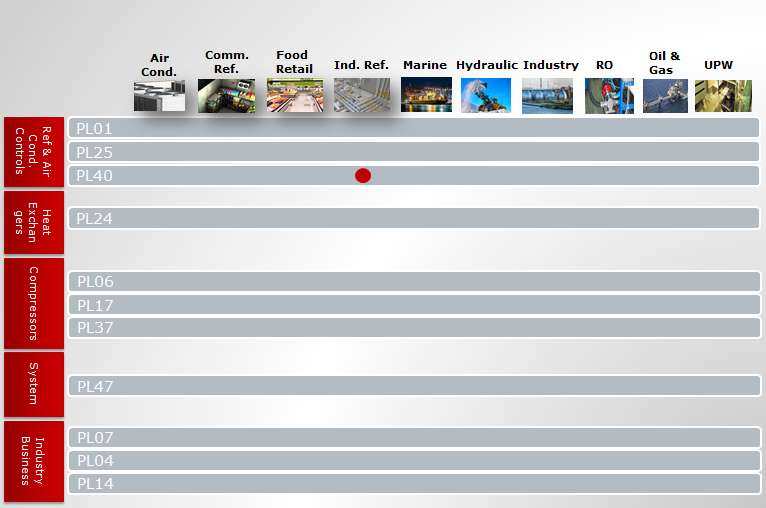 Air
Cond.
Comm.
Ref.
Food
Retail
Ind. Ref.
Marine
Hydraulic
Industry
RO
Oil &
Gas
UPW
Ref & Air
Cond.
Controls
PL01
PL25
PL40
Heat
Exchan
gers
PL24
Compressors
PL06
PL17
PL37
System
PL47
Industry
Business
PL07
PL04
PL14